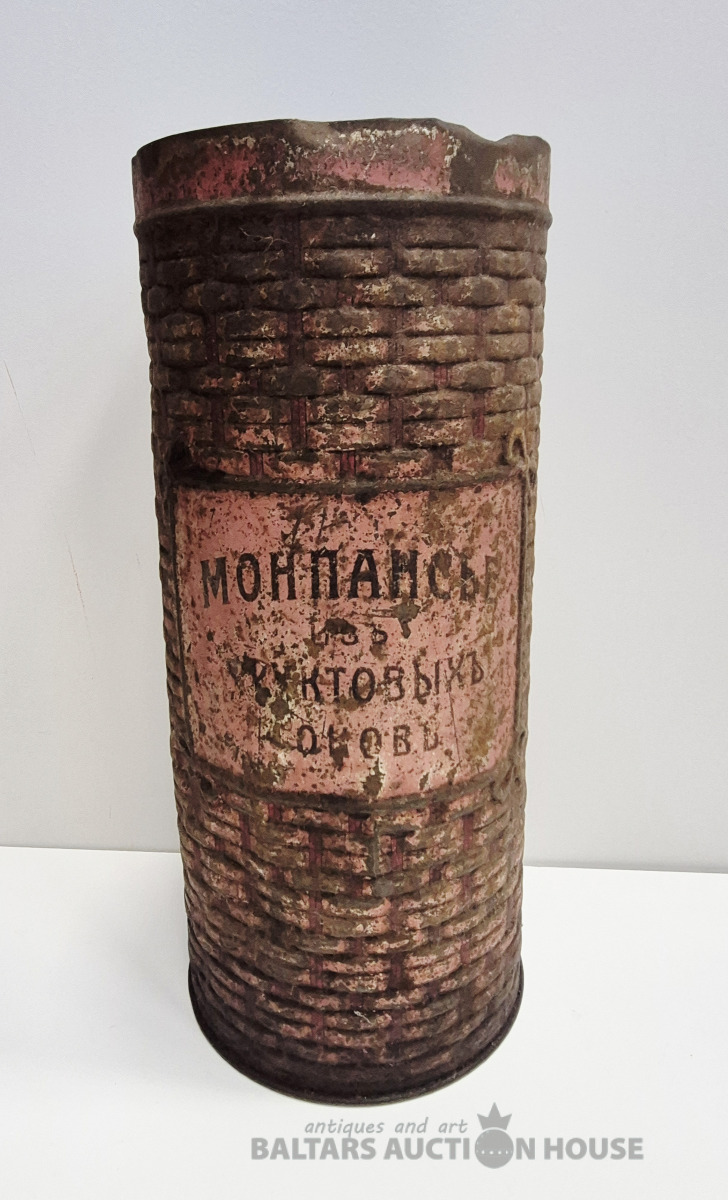 МОНПАНСЬЕ
ИЗЪ
ФРУКТОВЫХЪ
СОКОВЪ
antiques and art
BALTARS AUCTION HOUSE